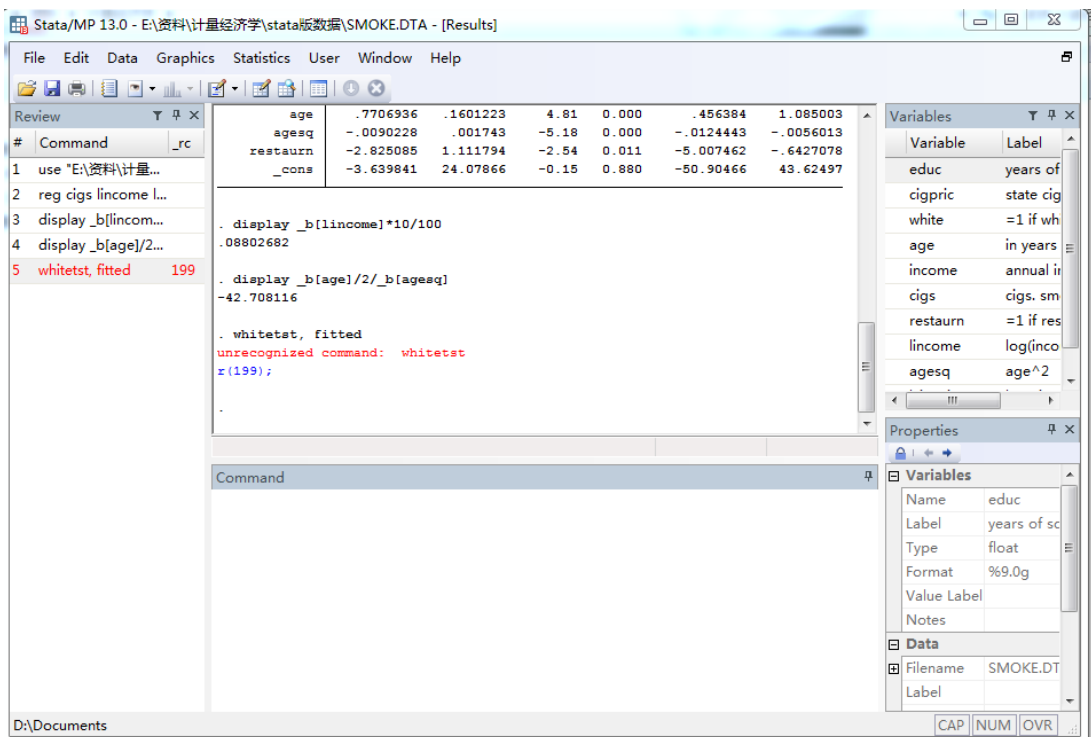 Stata/MP 13.0 - E:\资料\计量经济学\stata版数据\SMOKE.DTA - [Results]
File Edit Data Graphics Statistics User Window Help
Review
# Command _rc
1 use "E:\资料\计量...
2 reg cigs lincome l...
3 display _b[lincom...
4 display _b[age]/2...
5 whitetst, fitted 199
age .7706936 .1601223 4.81 0.000 .456384 1.085003
agesq -.0090228 .001743 -5.18 0.000 -.0124443 -.0056013
restaurn -2.825085 1.111794 -2.54 0.011 -5.007462 -.6427078
_cons -3.639841 24.07866 -0.15 0.880 -50.90466 43.62497
. display _b[lincome]*10/100
.08802682
. display _b[age]/2/_b[agesq]
-42.708116
. whitetst, fitted
unrecognized command: whitetst
r(199);
.
Command
Variables
Variable Label
educ years of
cigpric state cig
white =1 if wh
age in years
income annual in
cigs cigs. sm
restaurn =1 if res
lincome log(inco
agesq age^2
Properties
Variables
Name educ
Label years of sc
Type float
Format %9.0g
Value Label
Notes
Data
Filename SMOKE.DT
Label
D:\Documents
CAP NUM OVR